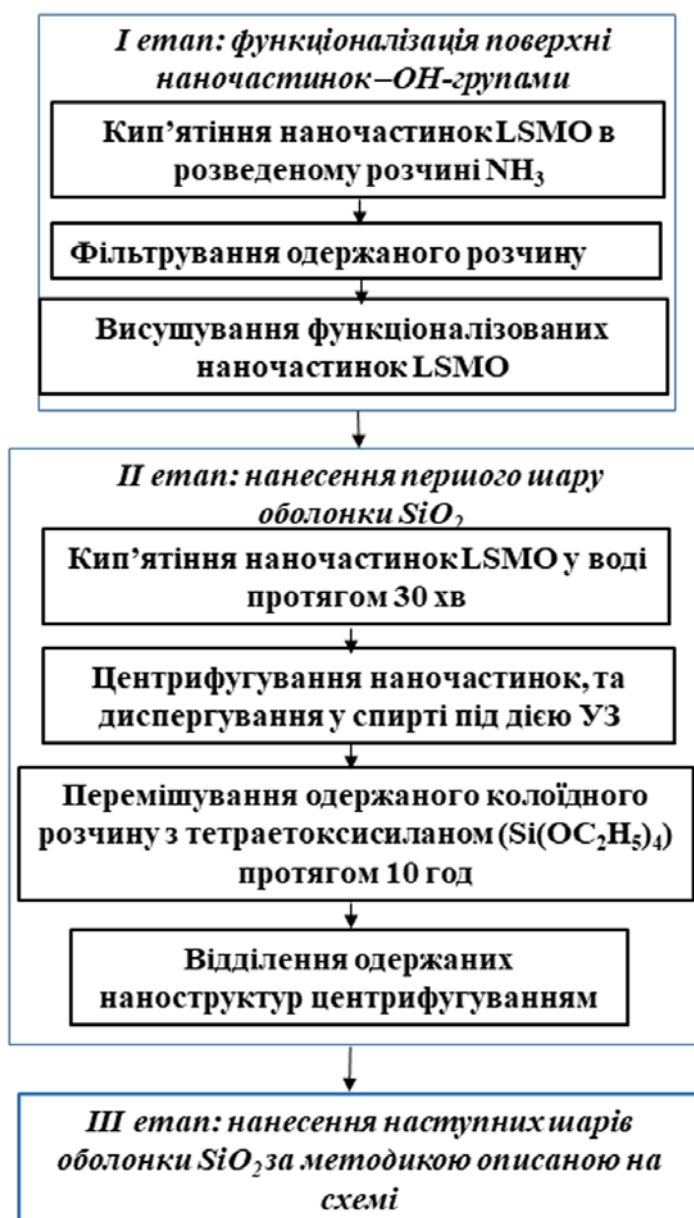 І етап: функціоналізація поверхні
наночастинок –ОН-групами
Кип’ятіння наночастинок LSMO в
розведеному розчині NH₃
Фільтрування одержаного розчину
Висушування функціоналізованих
наночастинок LSMO
ІІ етап: нанесення першого шару
оболонки SiO₂
Кип’ятіння наночастинок LSMO у воді
протягом 30 хв
Центрифугування наночастинок, та
диспергування у спирті під дією УЗ
Перемішування одержаного колоїдного
розчину з тетраетоксисиланом (Si(OC₂H₅)₄)
протягом 10 год
Відділення одержаних
наноструктур центрифугуванням
ІІІ етап: нанесення наступних шарів
оболонки SiO₂ за методикою описаною на
схемі